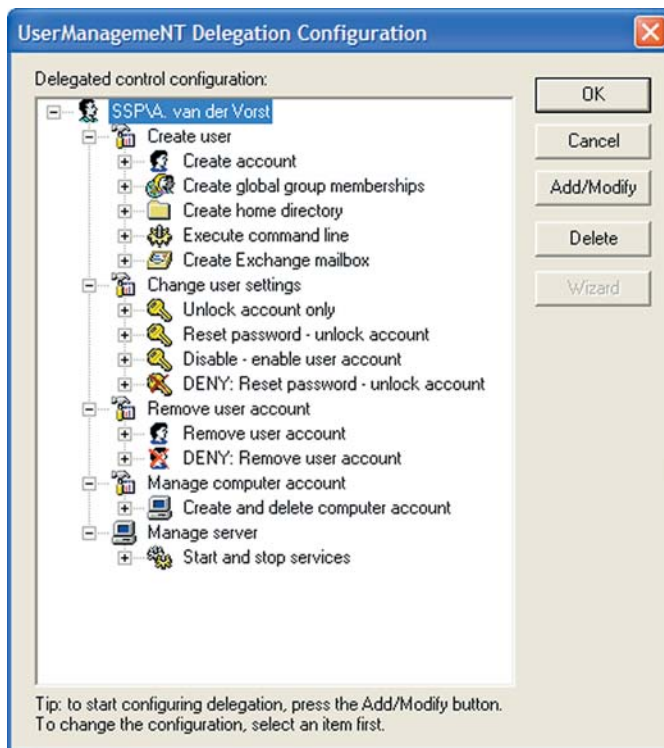 UserManagemeNT Delegation Configuration
Delegated control configuration:
SSP\A. van der Vorst
Create user
Create account
Create global group memberships
Create home directory
Execute command line
Create Exchange mailbox
Change user settings
Unlock account only
Reset password - unlock account
Disable - enable user account
DENY: Reset password - unlock account
Remove user account
Remove user account
DENY: Remove user account
Manage computer account
Create and delete computer account
Manage server
Start and stop services
OK
Cancel
Add/Modify
Delete
Wizard
Tip: to start configuring delegation, press the Add/Modify button.
To change the configuration, select an item first.